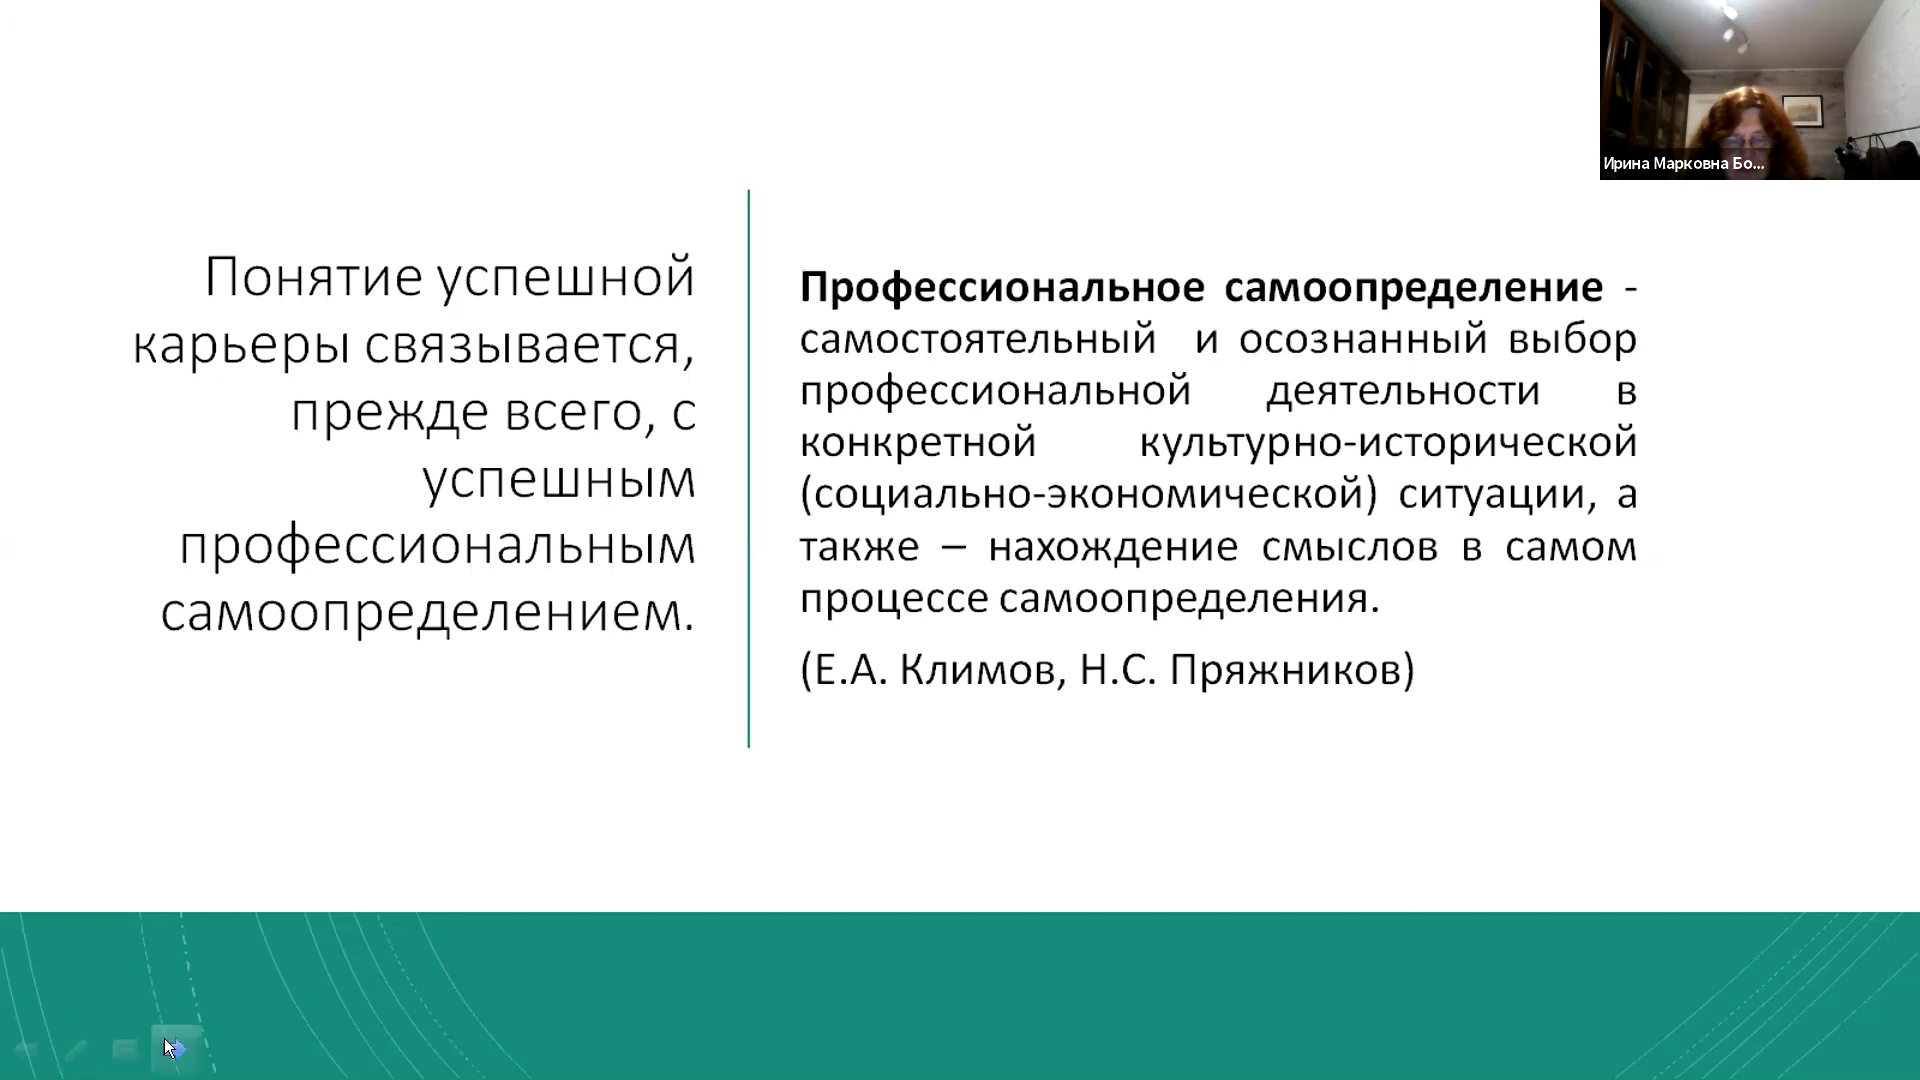 Понятие успешной
карьеры связывается,
прежде всего, с
успешным
профессиональным
самоопределением.
Профессиональное самоопределение -
самостоятельный и осознанный выбор
профессиональной деятельности в
конкретной культурно-исторической
(социально-экономической) ситуации, а
также – нахождение смыслов в самом
процессе самоопределения.
(Е.А. Климов, Н.С. Пряжников)
Ирина Марковна Бо...